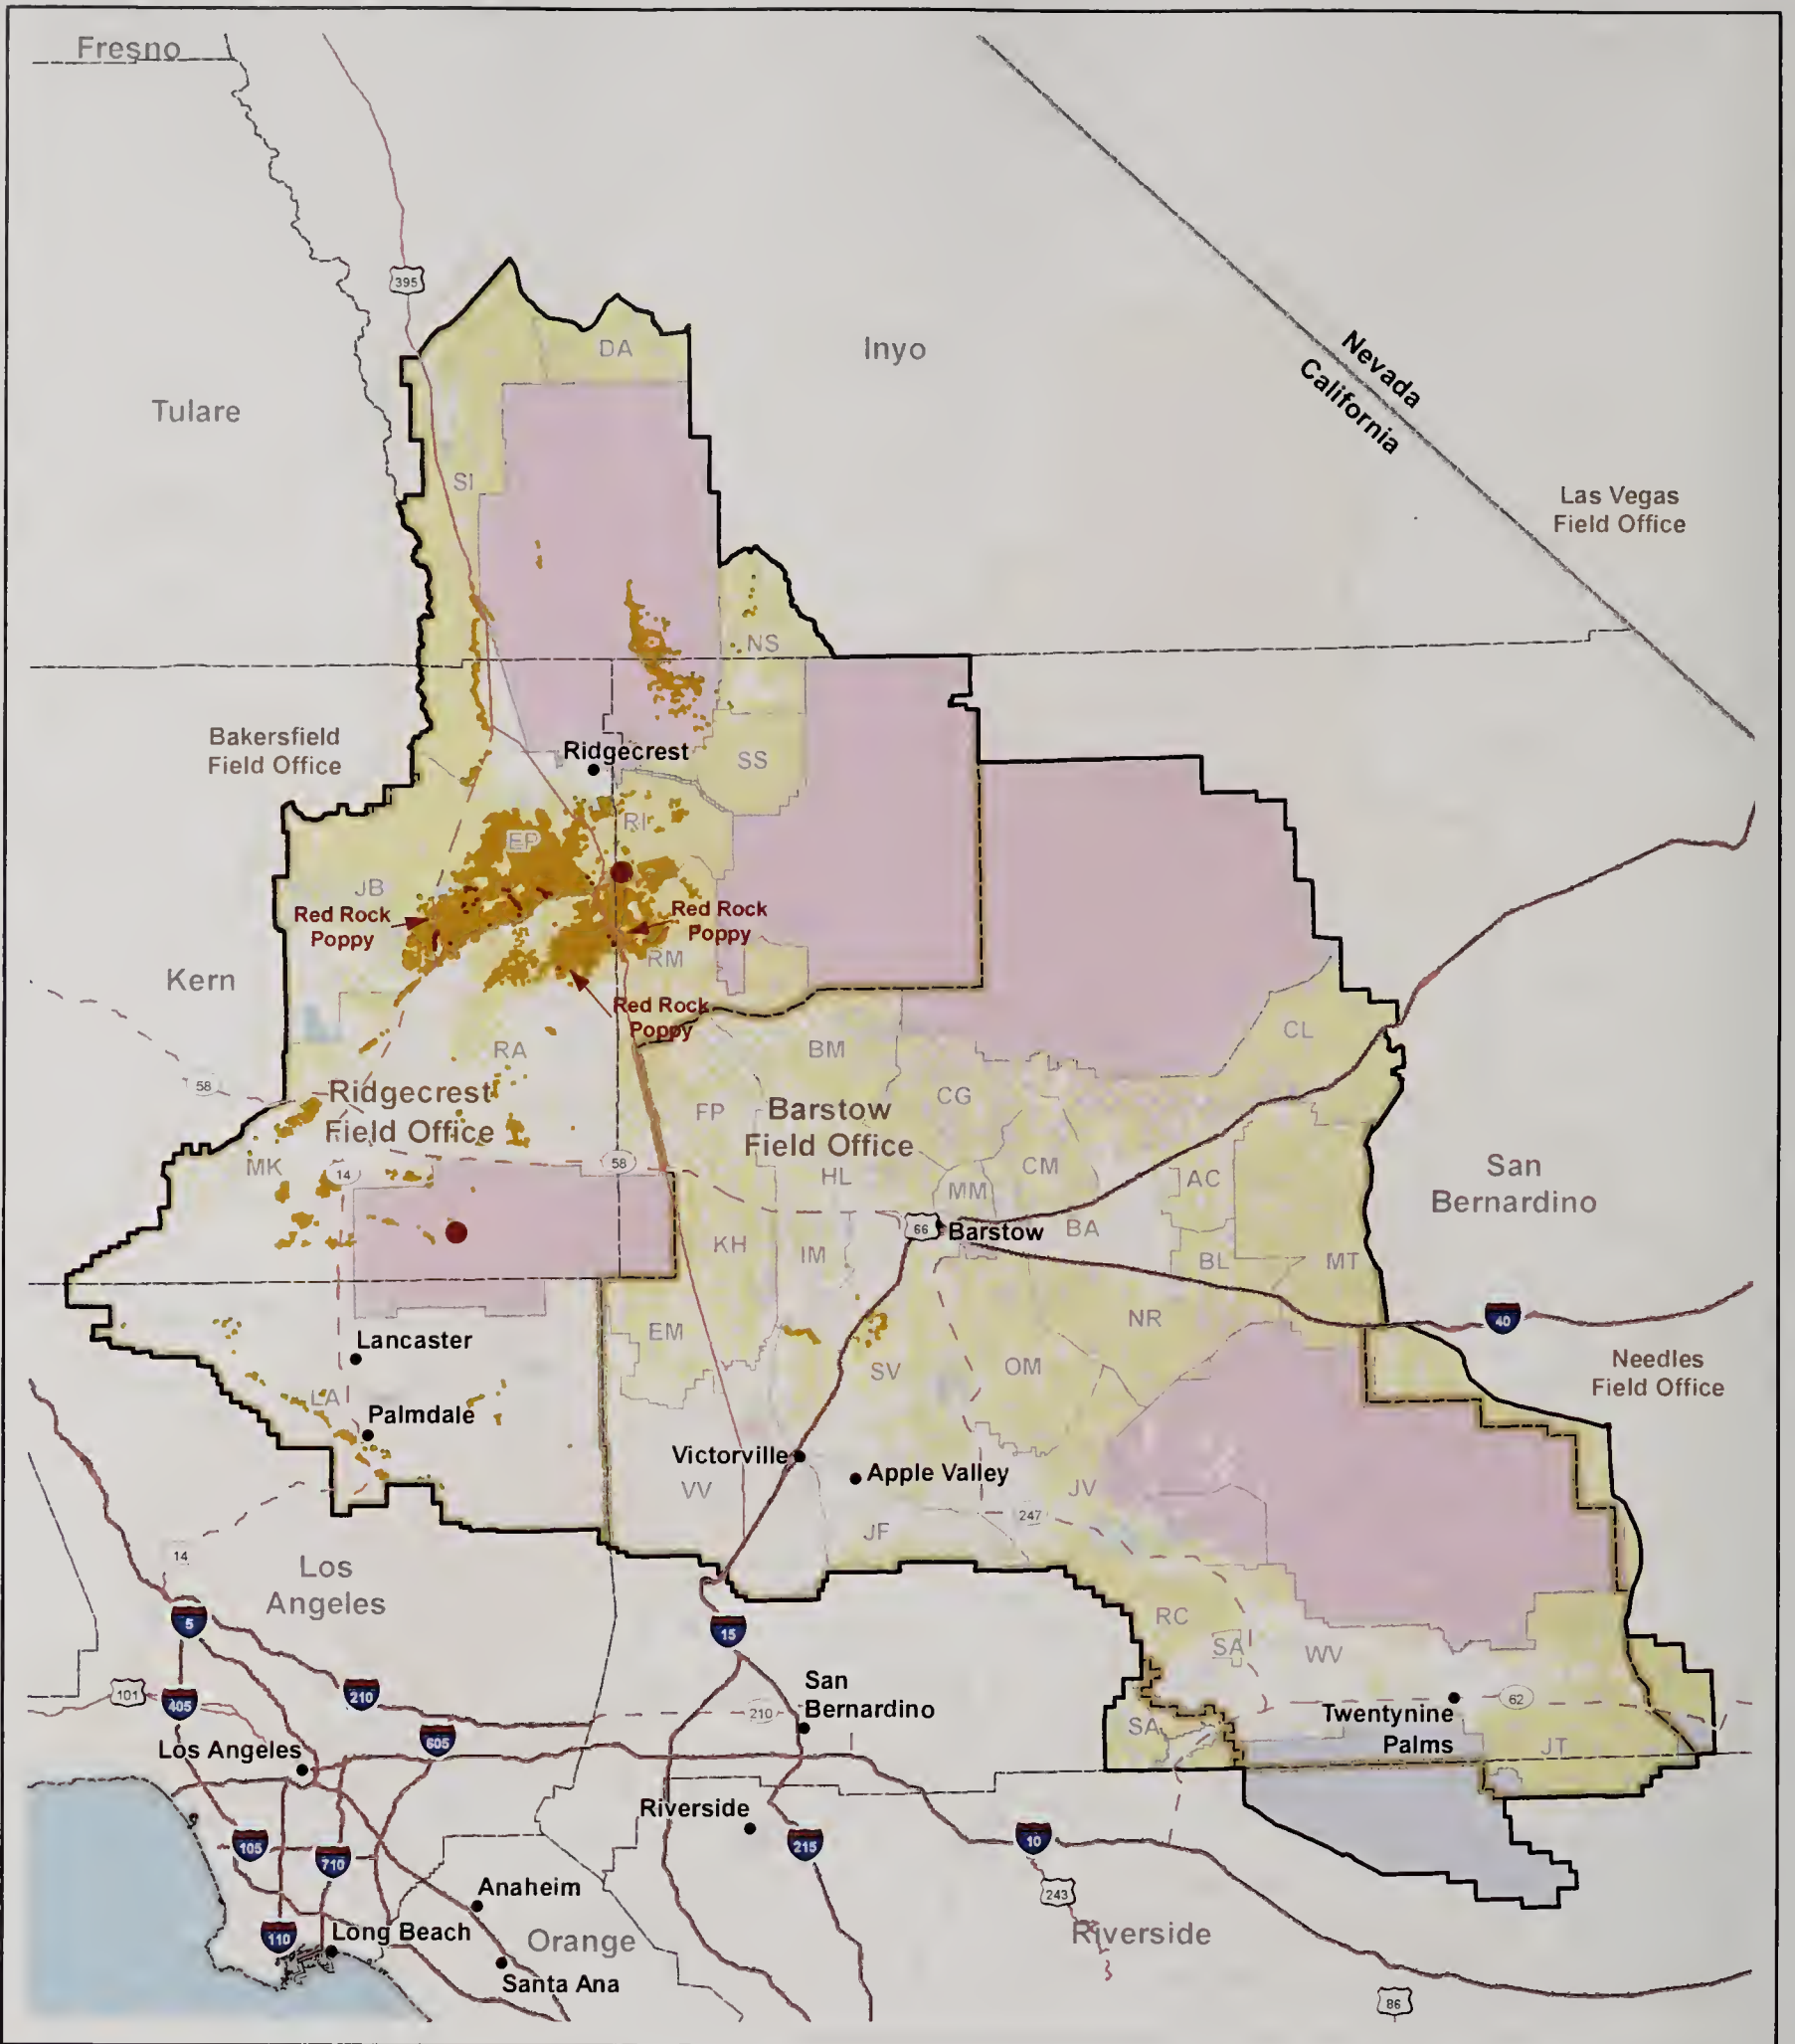 Fresno
395
DA
Inyo
Nevada
California
Tulare
SI
Las Vegas
Field Office
NS
Bakersfield
Field Office
Ridgecrest
SS
EP
RI
JB
Red Rock
Poppy
Red Rock
Poppy
RM
Kern
Red Rock
Poppy
CL
RA
BM
58
Ridgecrest
Field Office
FP
Barstow
Field Office
CG
MK
14
58
HL
CM
MM
AC
San
Bernardino
66
Barstow
BA
KH
IM
BL
MT
EM
NR
40
Lancaster
SV
OM
Needles
Field Office
LA
Palmdale
Victorville
Apple Valley
VV
JV
JF
247
14
Los
Angeles
5
15
RC
SA
WV
101
405
210
San
Bernardino
210
605
Twentynine
Palms
62
SA
JT
Los Angeles
Riverside
105
710
215
10
Anaheim
243
110
Long Beach
Orange
Riverside
Santa Ana
86